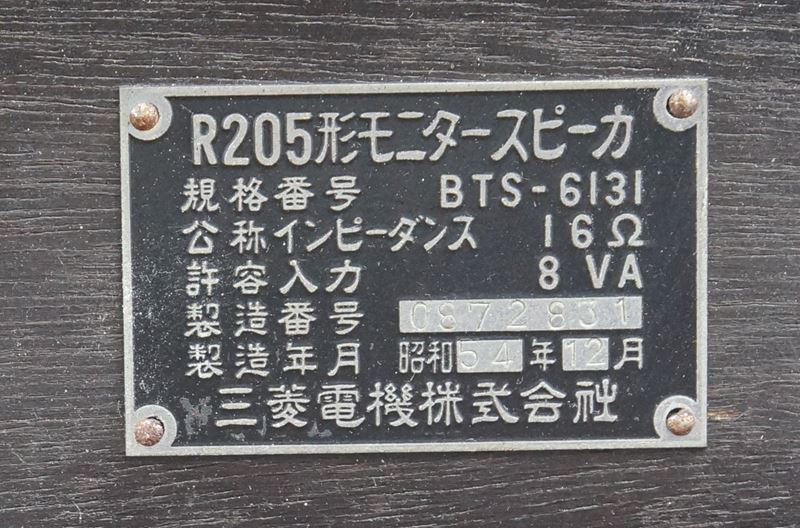 R205形モニタースピーカ
規格番号 BTS-6131
公称インピーダンス 16Ω
許容入力 8VA
製造番号 0872831
製造年月 昭和54年12月
三菱電機株式会社